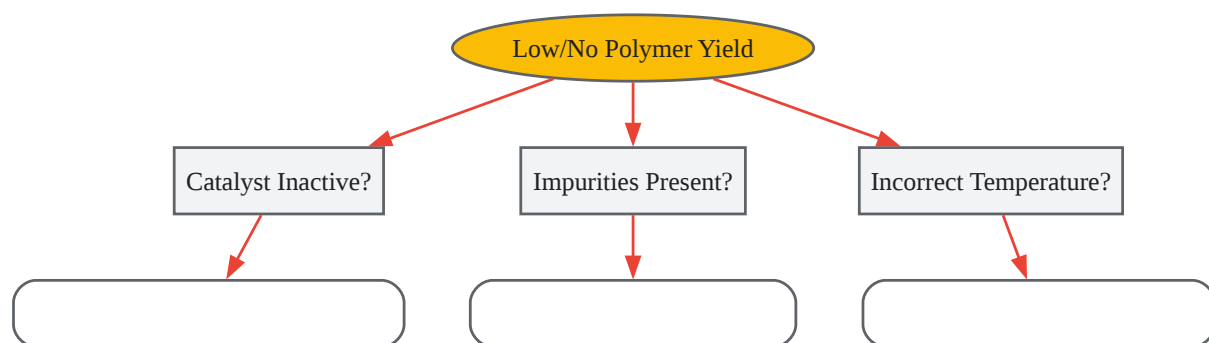 Low/No Polymer Yield
Catalyst Inactive?
Impurities Present?
Incorrect Temperature?